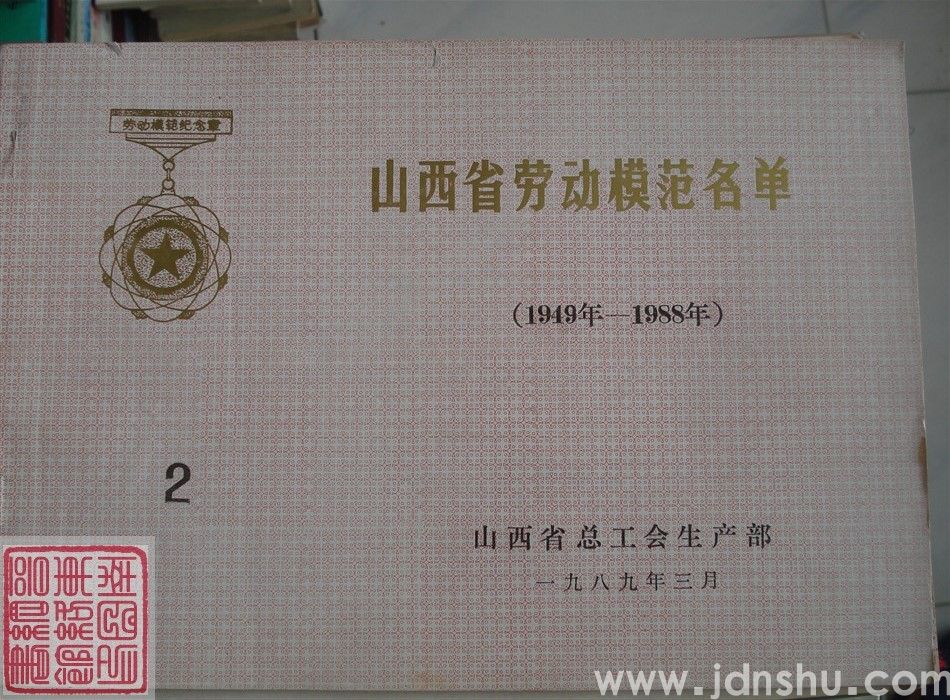 劳动模范纪念章
山西省劳动模范名单
(1949年—1988年)
2
山西省总工会生产部
一九八九年三月
www.jdnshu.com